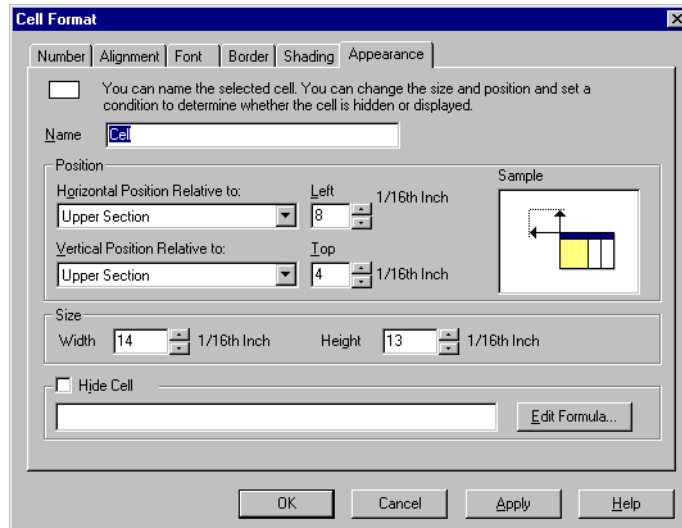 Cell Format
Number Alignment Font Border Shading Appearance
You can name the selected cell. You can change the size and position and set a
condition to determine whether the cell is hidden or displayed.
Name Cell
Position
Sample
Horizontal Position Relative to: Left
Upper Section 8 1/16th Inch
Vertical Position Relative to: Top
Upper Section 4 1/16th Inch
Size
Width 14 1/16th Inch Height 13 1/16th Inch
Hide Cell
Edit Formula...
OK Cancel Apply Help